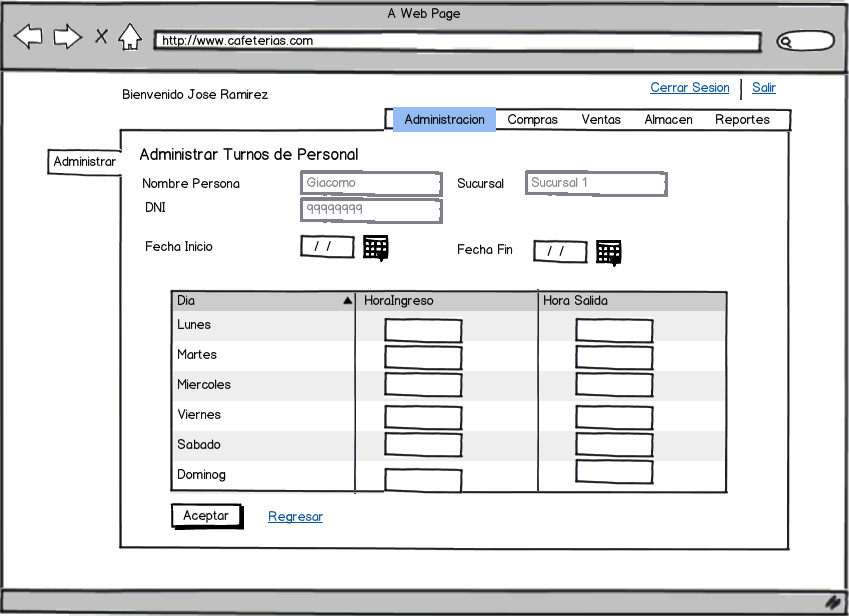 A Web Page
http://www.cafeterias.com
Cerrar Sesion Salir
Bienvenido Jose Ramirez
Administracion Compras Ventas Almacen Reportes
Administrar
Administrar Turnos de Personal
Nombre Persona Giacomo Sucursal Sucursal 1
DNI 99999999
Fecha Inicio / / Fecha Fin / /
Dia HoraIngreso Hora Salida
Lunes
Martes
Miercoles
Viernes
Sabado
Dominog
Aceptar Regresar